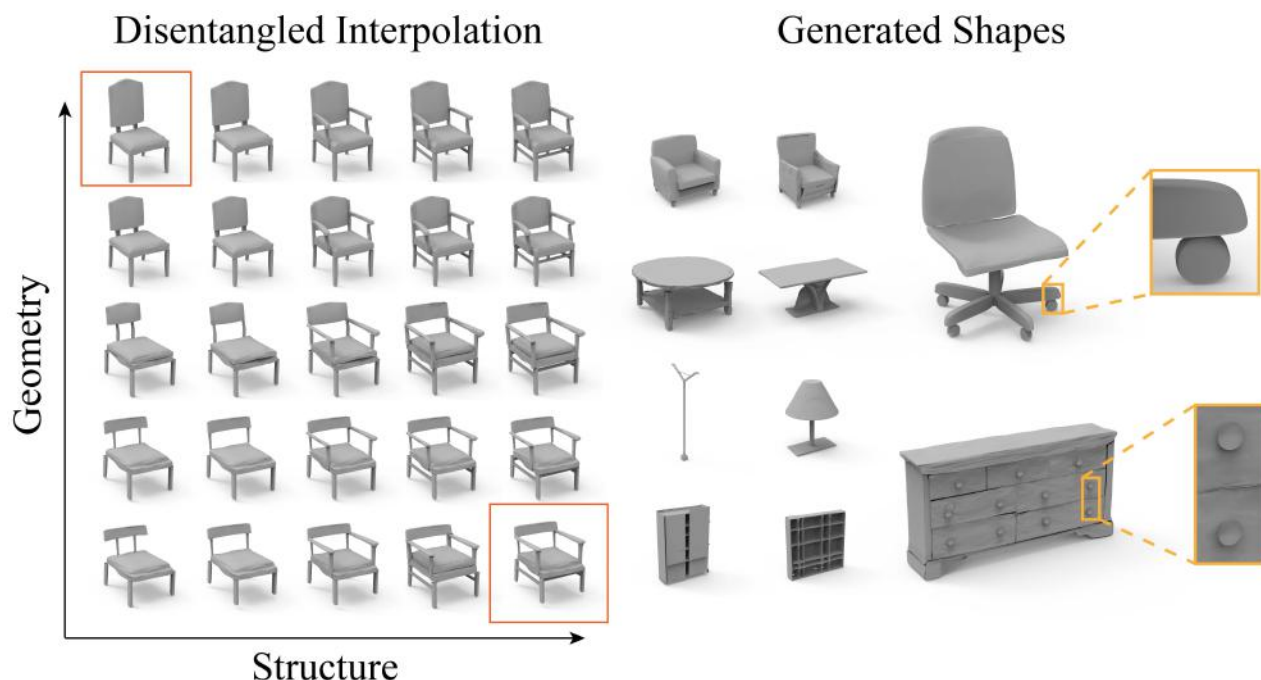 Disentangled Interpolation
Generated Shapes
Geometry
Structure